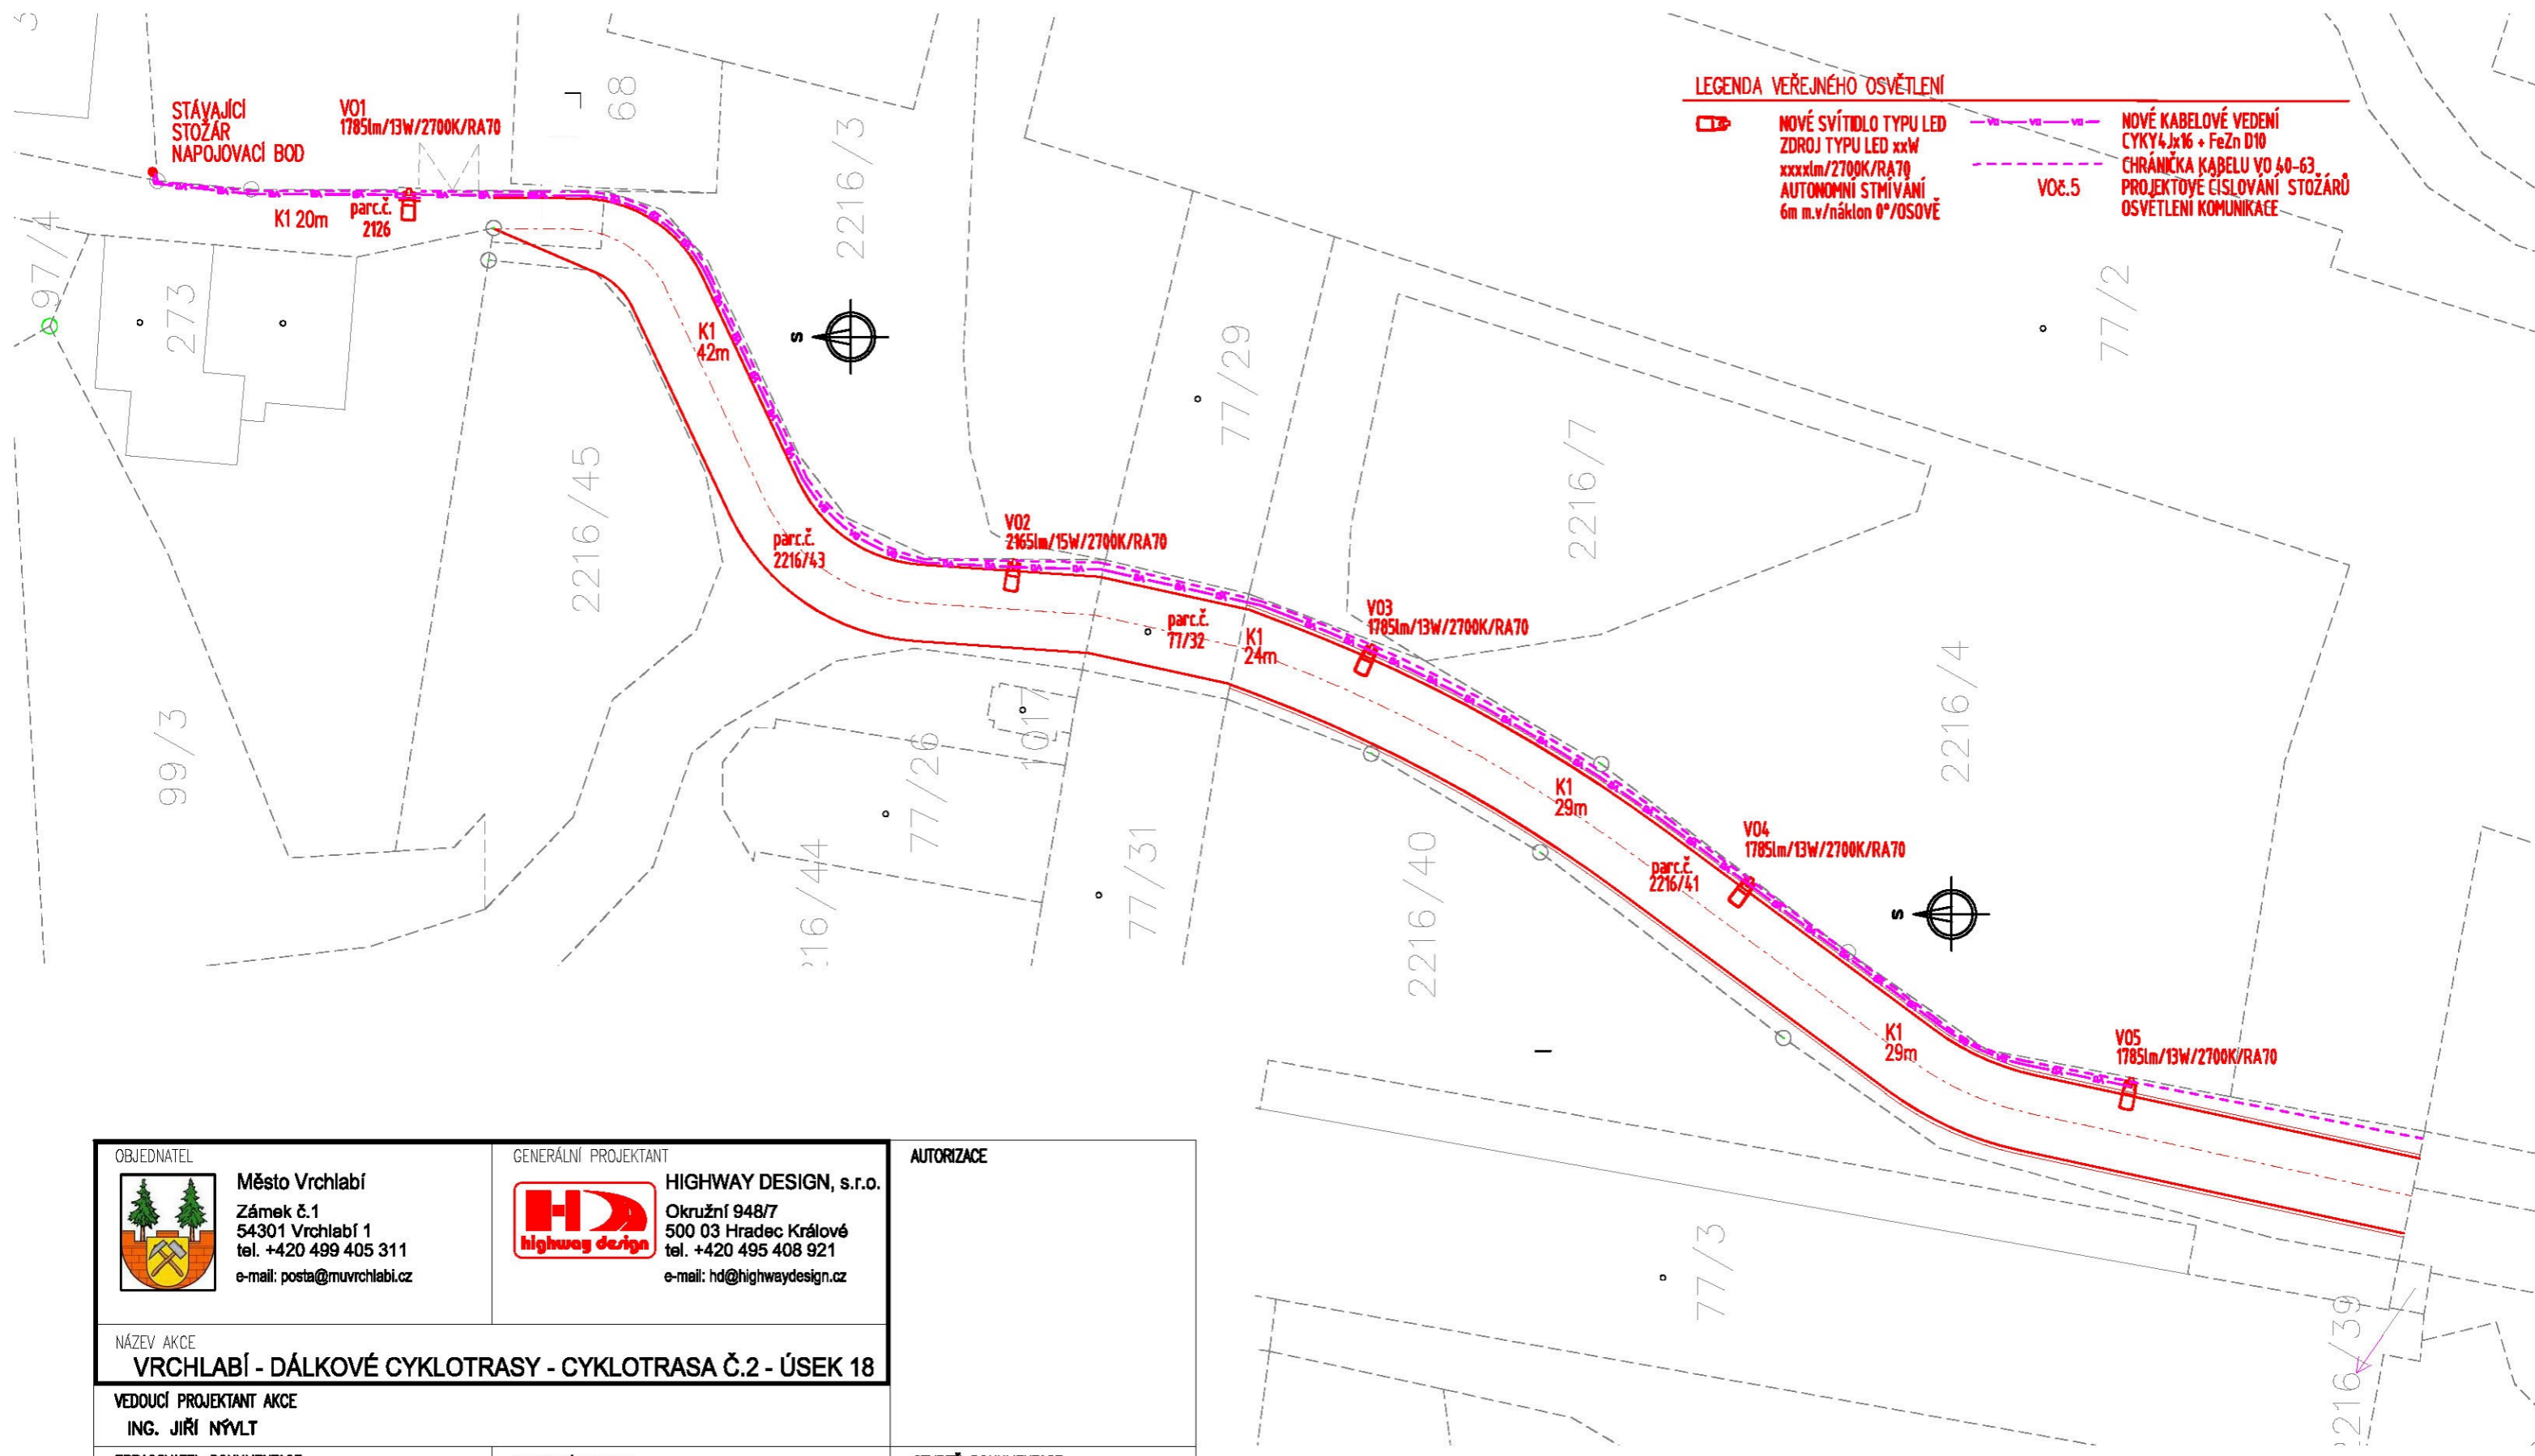 STÁVAJÍCÍ
STOŽÁR
NAPOJOVACÍ BOD
VO1
1785lm/13W/2700K/RA70
K1 20m
parc.č.
2126
68
2216/3
97/4
273
K1
42m
S
2216/45
parc.č.
2216/43
99/3
LEGENDA VEŘEJNÉHO OSVĚTLENÍ
NOVÉ SVÍTIDLO TYPU LED
ZDROJ TYPU LED xxW
xxxxlm/2700K/RA70
AUTONOMNÍ STMÍVÁNÍ
6m m.v/náklon 0°/OSOVĚ
NOVÉ KABELOVÉ VEDENÍ
CYKY4Jx16 + FeZn D10
CHRÁNIČKA KABELU VO 40-63
VOč.5
PROJEKTOVÉ ČÍSLOVÁNÍ STOŽÁRŮ
OSVĚTLENÍ KOMUNIKACE
77/2
77/29
2216/7
VO2
2165lm/15W/2700K/RA70
parc.č.
77/32
K1
24m
VO3
1785lm/13W/2700K/RA70
2216/4
1017
77/26
77/31
K1
29m
VO4
1785lm/13W/2700K/RA70
parc.č.
2216/41
2216/40
S
K1
29m
VO5
1785lm/13W/2700K/RA70
77/3
OBJEDNATEL
Město Vrchlabí
Zámek č.1
54301 Vrchlabí 1
tel. +420 499 405 311
e-mail: posta@muvrchlabi.cz
GENERÁLNÍ PROJEKTANT
highway design
HIGHWAY DESIGN, s.r.o.
Okružní 948/7
500 03 Hradec Králové
tel. +420 495 408 921
e-mail: hd@highwaydesign.cz
AUTORIZACE
NÁZEV AKCE
VRCHLABÍ - DÁLKOVÉ CYKLOTRASY - CYKLOTRASA Č.2 - ÚSEK 18
VEDOUCÍ PROJEKTANT AKCE
ING. JIŘÍ NÝVLT